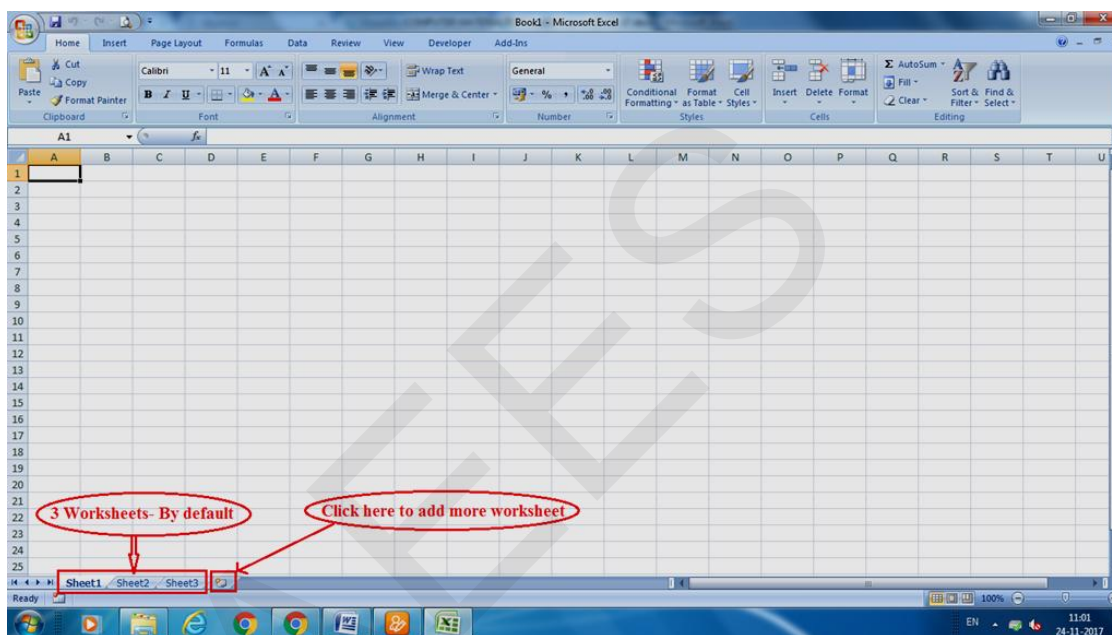 Book1 - Microsoft Excel
Home Insert Page Layout Formulas Data Review View Developer Add-Ins
Paste
Cut
Copy
Format Painter
Clipboard
Calibri 11 A A
B I U A
Font
Wrap Text
Merge & Center
Alignment
General
% ,
Number
Conditional Formatting
Format as Table
Cell Styles
Styles
Insert Delete Format
Cells
Σ AutoSum
Fill
Clear
Sort & Filter
Find & Select
Editing
A1 fx
A B C D E F G H I J K L M N O P Q R S T U
1
2
3
4
5
6
7
8
9
10
11
12
13
14
15
16
17
18
19
20
21
22
23
24
25
3 Worksheets- By default
Click here to add more worksheet
Sheet1 Sheet2 Sheet3
Ready 100%
EN 11:01
24-11-2017